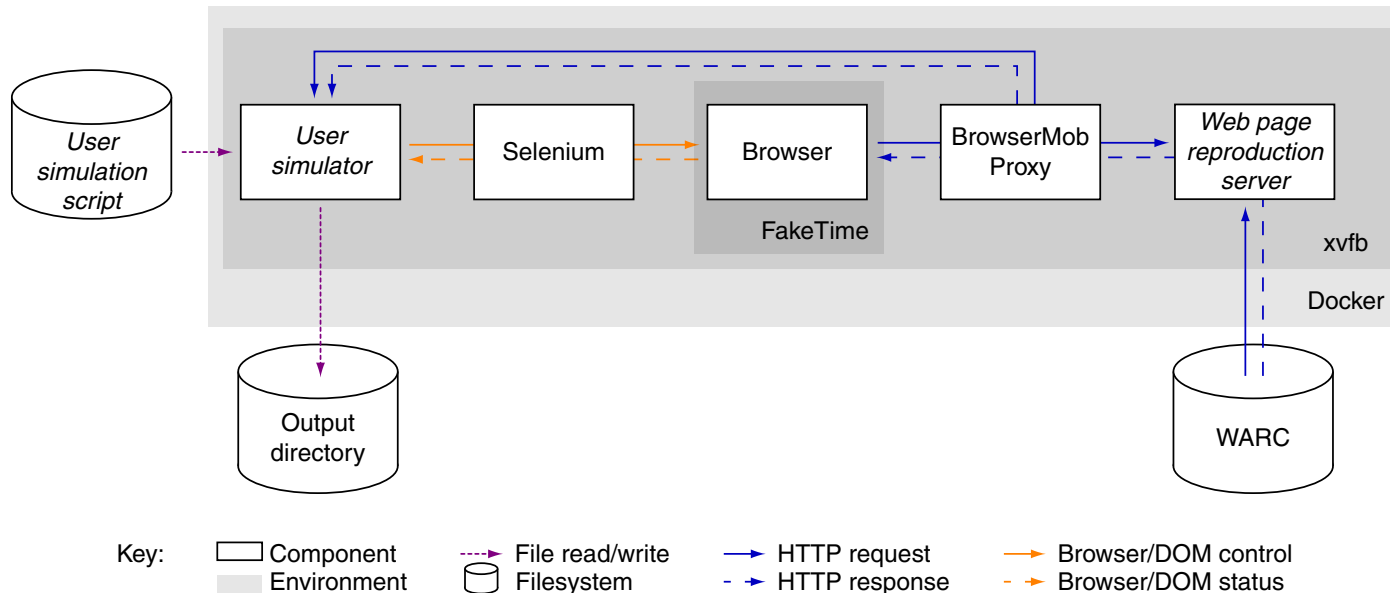 User
simulation
script
User
simulator
Selenium
Browser
FakeTime
BrowserMob
Proxy
Web page
reproduction
server
xvfb
Docker
Output
directory
WARC
Key:
Component
Environment
File read/write
Filesystem
HTTP request
HTTP response
Browser/DOM control
Browser/DOM status